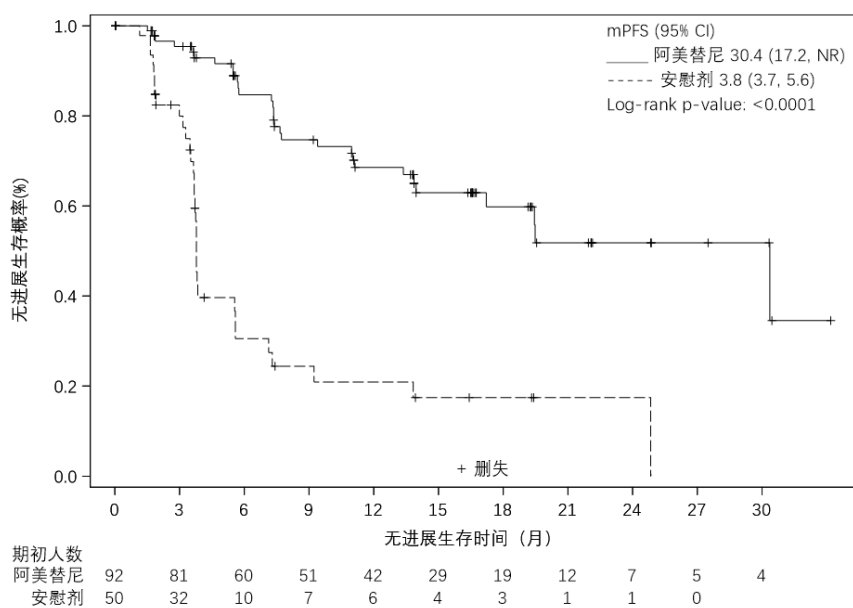 mPFS (95% CI)
阿美替尼 30.4 (17.2, NR)
安慰剂 3.8 (3.7, 5.6)
Log-rank p-value: <0.0001
无进展生存概率(%)
1.0
0.8
0.6
0.4
0.2
0.0
+ 删失
0 3 6 9 12 15 18 21 24 27 30
无进展生存时间（月）
期初人数
阿美替尼 92 81 60 51 42 29 19 12 7 5 4
安慰剂 50 32 10 7 6 4 3 1 1 0